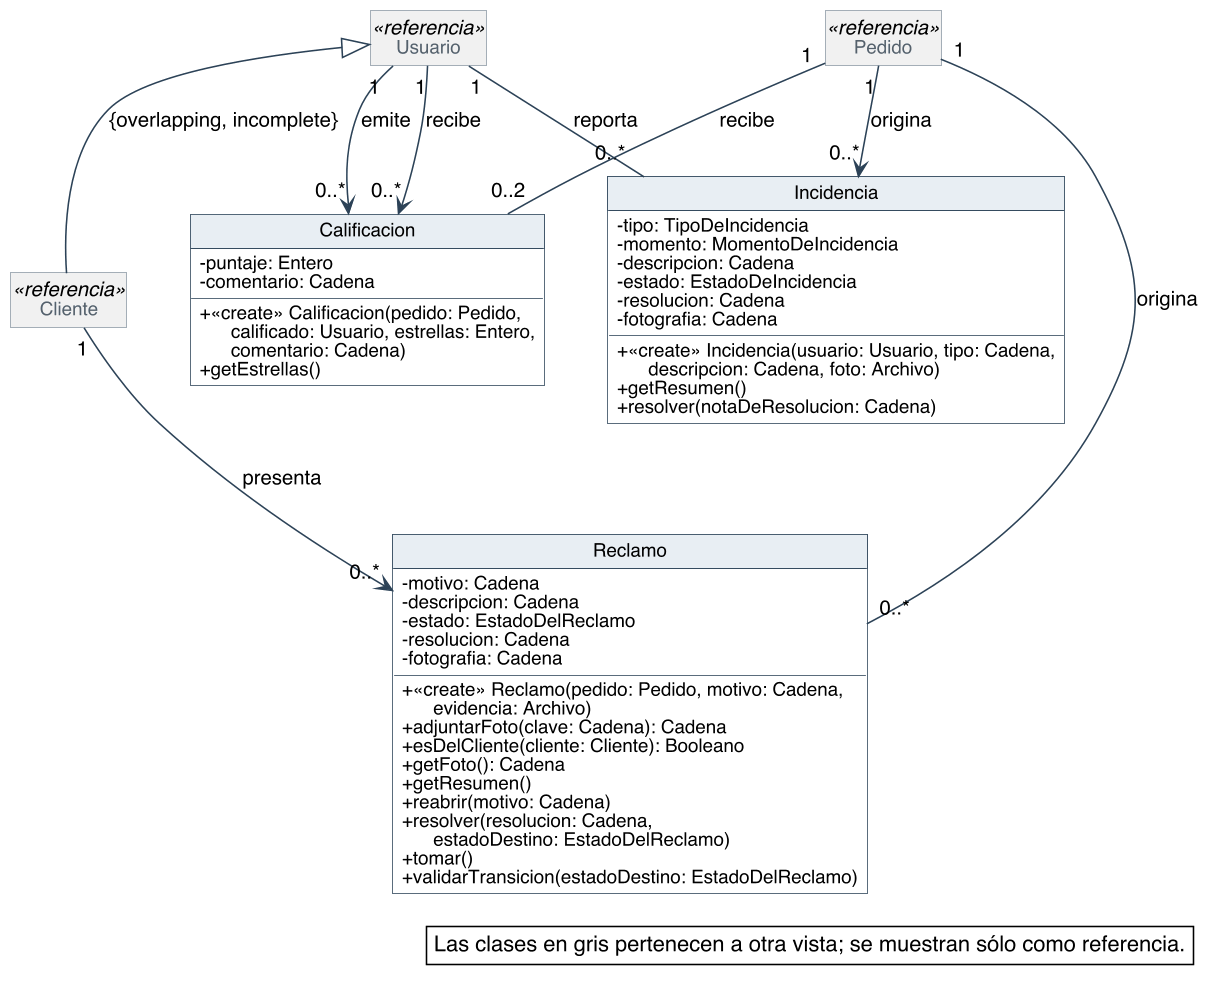 «referencia»
Usuario
«referencia»
Pedido
1
1
1
1
1
1
{overlapping, incomplete}
emite
recibe
reporta
recibe
origina
0..*
0..*
0..*
0..2
0..*
Calificacion
-puntaje: Entero
-comentario: Cadena
+«create» Calificacion(pedido: Pedido,
calificado: Usuario, estrellas: Entero,
comentario: Cadena)
+getEstrellas()
Incidencia
-tipo: TipoDeIncidencia
-momento: MomentoDeIncidencia
-descripcion: Cadena
-estado: EstadoDeIncidencia
-resolucion: Cadena
-fotografia: Cadena
+«create» Incidencia(usuario: Usuario, tipo: Cadena,
descripcion: Cadena, foto: Archivo)
+getResumen()
+resolver(notaDeResolucion: Cadena)
«referencia»
Cliente
1
origina
presenta
0..*
0..*
Reclamo
-motivo: Cadena
-descripcion: Cadena
-estado: EstadoDelReclamo
-resolucion: Cadena
-fotografia: Cadena
+«create» Reclamo(pedido: Pedido, motivo: Cadena,
evidencia: Archivo)
+adjuntarFoto(clave: Cadena): Cadena
+esDelCliente(cliente: Cliente): Booleano
+getFoto(): Cadena
+getResumen()
+reabrir(motivo: Cadena)
+resolver(resolucion: Cadena,
estadoDestino: EstadoDelReclamo)
+tomar()
+validarTransicion(estadoDestino: EstadoDelReclamo)
Las clases en gris pertenecen a otra vista; se muestran sólo como referencia.